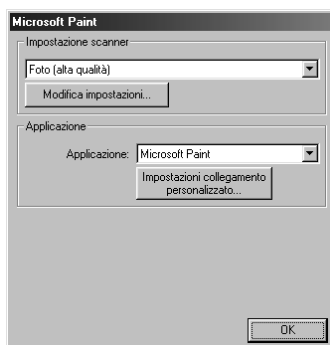 Microsoft Paint
Impostazione scanner
Foto (alta qualità)
Modifica impostazioni...
Applicazione
Applicazione: Microsoft Paint
Impostazioni collegamento
personalizzato...
OK